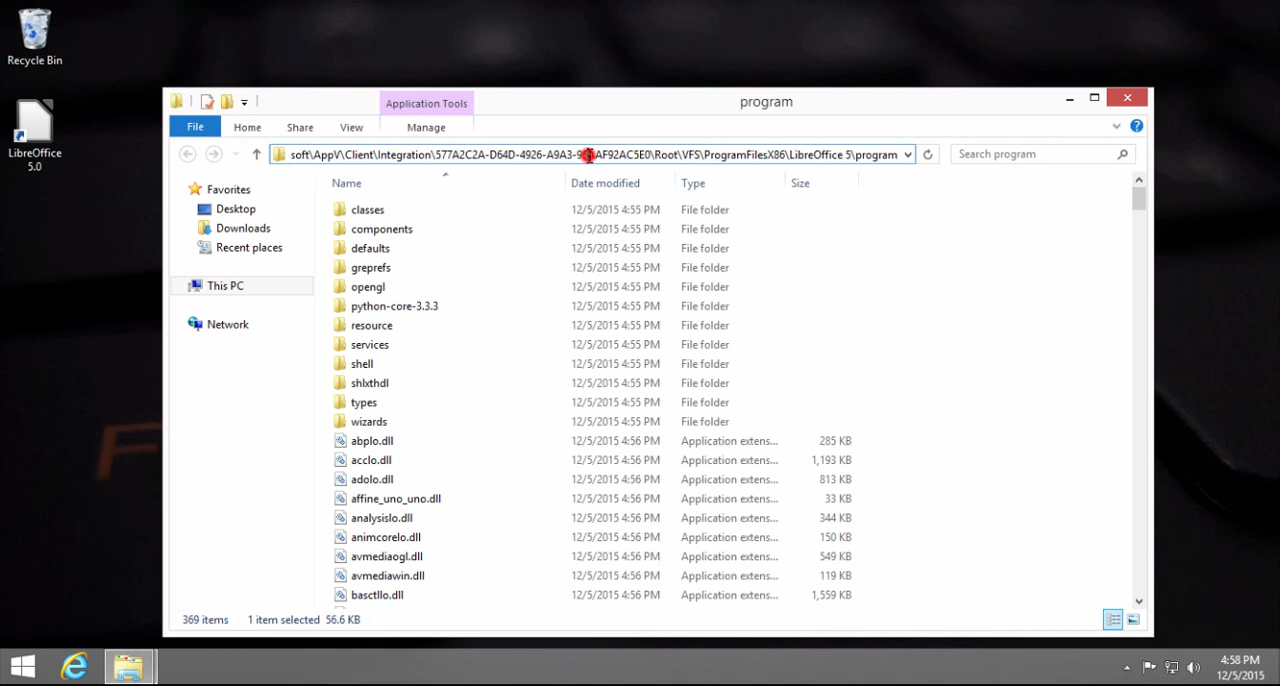 Recycle Bin
LibreOffice
5.0
Application Tools
program
File
Home
Share
View
Manage
soft\AppV\Client\Integration\577A2C2A-D64D-4926-A9A3-9 AF92AC5E0\Root\VFS\ProgramFilesX86\LibreOffice 5\program
Search program
Favorites
Desktop
Downloads
Recent places
This PC
Network
Name Date modified Type Size
classes 12/5/2015 4:55 PM File folder
components 12/5/2015 4:55 PM File folder
defaults 12/5/2015 4:55 PM File folder
greprefs 12/5/2015 4:55 PM File folder
opengl 12/5/2015 4:55 PM File folder
python-core-3.3.3 12/5/2015 4:55 PM File folder
resource 12/5/2015 4:55 PM File folder
services 12/5/2015 4:55 PM File folder
shell 12/5/2015 4:55 PM File folder
shlxthdl 12/5/2015 4:55 PM File folder
types 12/5/2015 4:55 PM File folder
wizards 12/5/2015 4:55 PM File folder
abplo.dll 12/5/2015 4:56 PM Application extens... 285 KB
acclo.dll 12/5/2015 4:56 PM Application extens... 1,193 KB
adolo.dll 12/5/2015 4:56 PM Application extens... 813 KB
affine_uno_uno.dll 12/5/2015 4:56 PM Application extens... 33 KB
analysislo.dll 12/5/2015 4:56 PM Application extens... 344 KB
animcorelo.dll 12/5/2015 4:56 PM Application extens... 150 KB
avmediaogl.dll 12/5/2015 4:56 PM Application extens... 549 KB
avmediawin.dll 12/5/2015 4:56 PM Application extens... 119 KB
basctllo.dll 12/5/2015 4:56 PM Application extens... 1,559 KB
369 items 1 item selected 56.6 KB
4:58 PM
12/5/2015